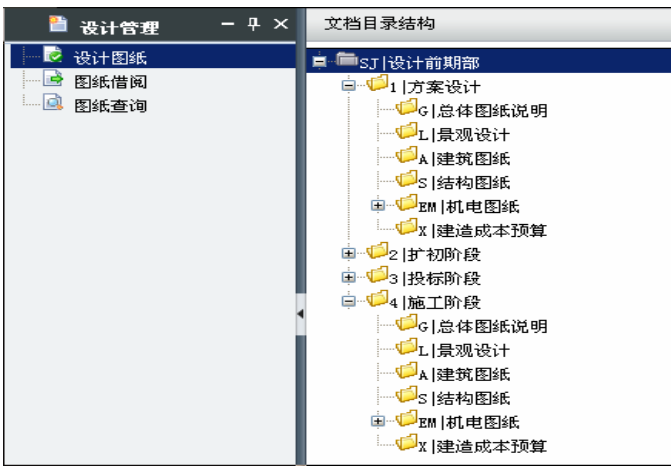 设计管理
设计图纸
图纸借阅
图纸查询
文档目录结构
SJ|设计前期部
1|方案设计
G|总体图纸说明
L|景观设计
A|建筑图纸
S|结构图纸
EM|机电图纸
X|建造成本预算
2|扩初阶段
3|投标阶段
4|施工阶段
G|总体图纸说明
L|景观设计
A|建筑图纸
S|结构图纸
EM|机电图纸
X|建造成本预算